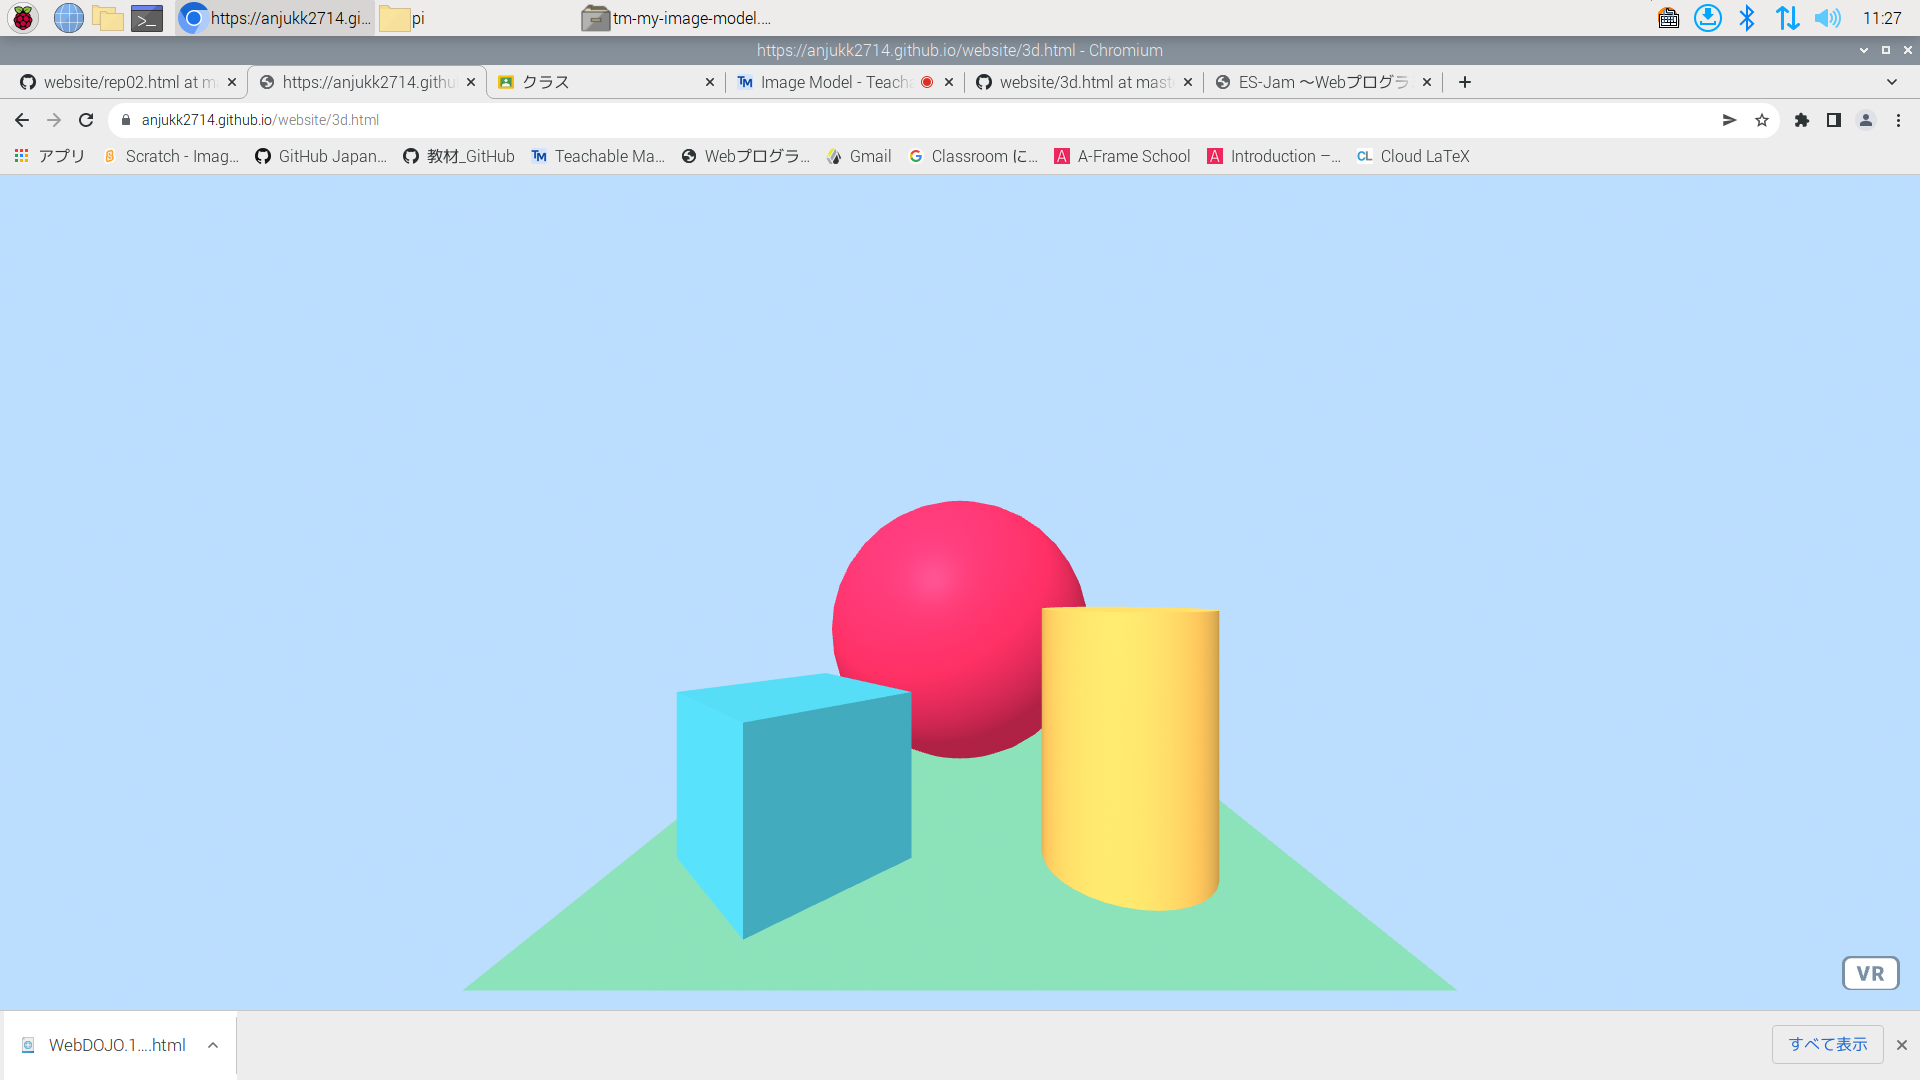 https://anjukk2714.gi... pi tm-my-image-model.... 11:27
https://anjukk2714.github.io/website/3d.html - Chromium
website/rep02.html at m https://anjukk2714.githu クラス Image Model - Teach website/3d.html at mast ES-Jam ～Webプログラ
anjukk2714.github.io/website/3d.html
アプリ Scratch - Imag... GitHub Japan... 教材_GitHub Teachable Ma... Webプログラ... Gmail Classroom に... A-Frame School Introduction –... Cloud LaTeX
VR
WebDOJO.1....html すべて表示